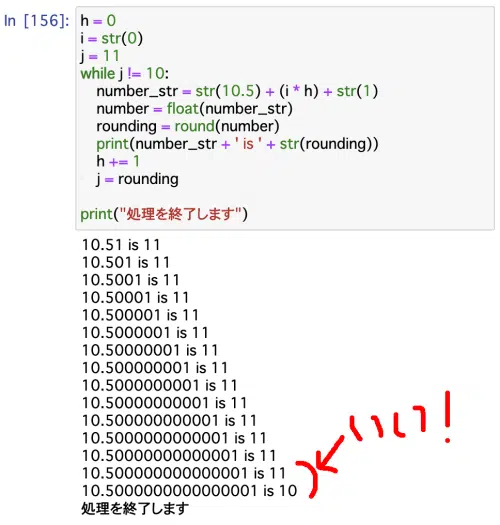 In [156]:
h = 0
i = str(0)
j = 11
while j != 10:
    number_str = str(10.5) + (i * h) + str(1)
    number = float(number_str)
    rounding = round(number)
    print(number_str + ' is ' + str(rounding))
    h += 1
    j = rounding
print("処理を終了します")
10.51 is 11
10.501 is 11
10.5001 is 11
10.50001 is 11
10.500001 is 11
10.5000001 is 11
10.50000001 is 11
10.500000001 is 11
10.5000000001 is 11
10.50000000001 is 11
10.500000000001 is 11
10.5000000000001 is 11
10.50000000000001 is 11
10.500000000000001 is 11
10.5000000000000001 is 10
処理を終了します